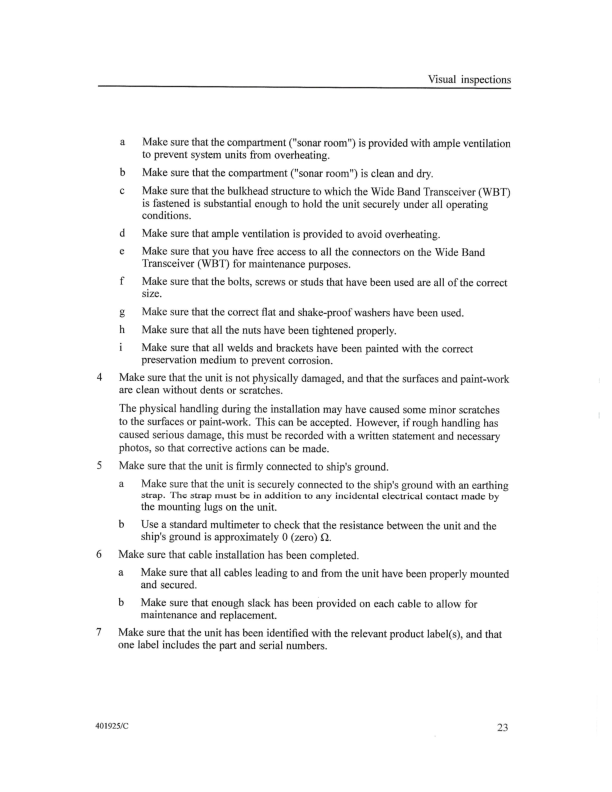 Visual inspections
a Make sure that the compartment ("sonar room") is provided with ample ventilation
to prevent system units from overheating.
b Make sure that the compartment ("sonar room") is clean and dry.
c Make sure that the bulkhead structure to which the Wide Band Transceiver (WBT)
is fastened is substantial enough to hold the unit securely under all operating
conditions.
d Make sure that ample ventilation is provided to avoid overheating.
e Make sure that you have free access to all the connectors on the Wide Band
Transceiver (WBT) for maintenance purposes.
f Make sure that the bolts, screws or studs that have been used are all of the correct
size.
g Make sure that the correct flat and shake-proof washers have been used.
h Make sure that all the nuts have been tightened properly.
i Make sure that all welds and brackets have been painted with the correct
preservation medium to prevent corrosion.
4 Make sure that the unit is not physically damaged, and that the surfaces and paint-work
are clean without dents or scratches.
The physical handling during the installation may have caused some minor scratches
to the surfaces or paint-work. This can be accepted. However, if rough handling has
caused serious damage, this must be recorded with a written statement and necessary
photos, so that corrective actions can be made.
5 Make sure that the unit is firmly connected to ship's ground.
a Make sure that the unit is securely connected to the ship's ground with an earthing
strap. The strap must be in addition to any incidental electrical contact made by
the mounting lugs on the unit.
b Use a standard multimeter to check that the resistance between the unit and the
ship's ground is approximately 0 (zero) Ω.
6 Make sure that cable installation has been completed.
a Make sure that all cables leading to and from the unit have been properly mounted
and secured.
b Make sure that enough slack has been provided on each cable to allow for
maintenance and replacement.
7 Make sure that the unit has been identified with the relevant product label(s), and that
one label includes the part and serial numbers.
401925/C 23